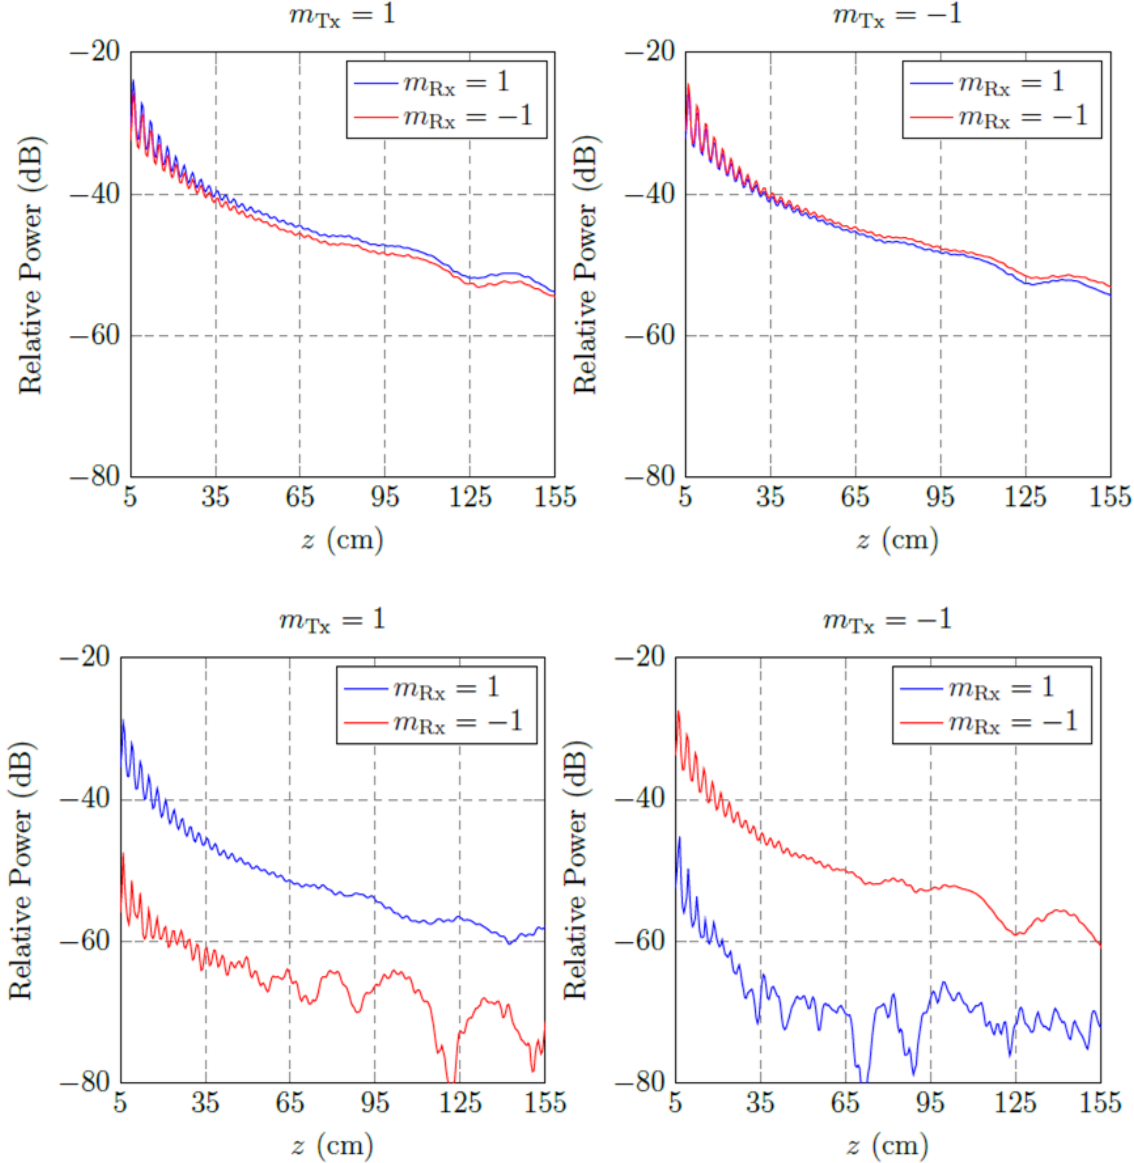 m_Tx = 1
m_Tx = −1
−20
−40
−60
−80
Relative Power (dB)
m_Rx = 1
m_Rx = −1
5 35 65 95 125 155
z (cm)
−20
−40
−60
−80
Relative Power (dB)
m_Rx = 1
m_Rx = −1
5 35 65 95 125 155
z (cm)
m_Tx = 1
m_Tx = −1
−20
−40
−60
−80
Relative Power (dB)
m_Rx = 1
m_Rx = −1
5 35 65 95 125 155
z (cm)
−20
−40
−60
−80
Relative Power (dB)
m_Rx = 1
m_Rx = −1
5 35 65 95 125 155
z (cm)